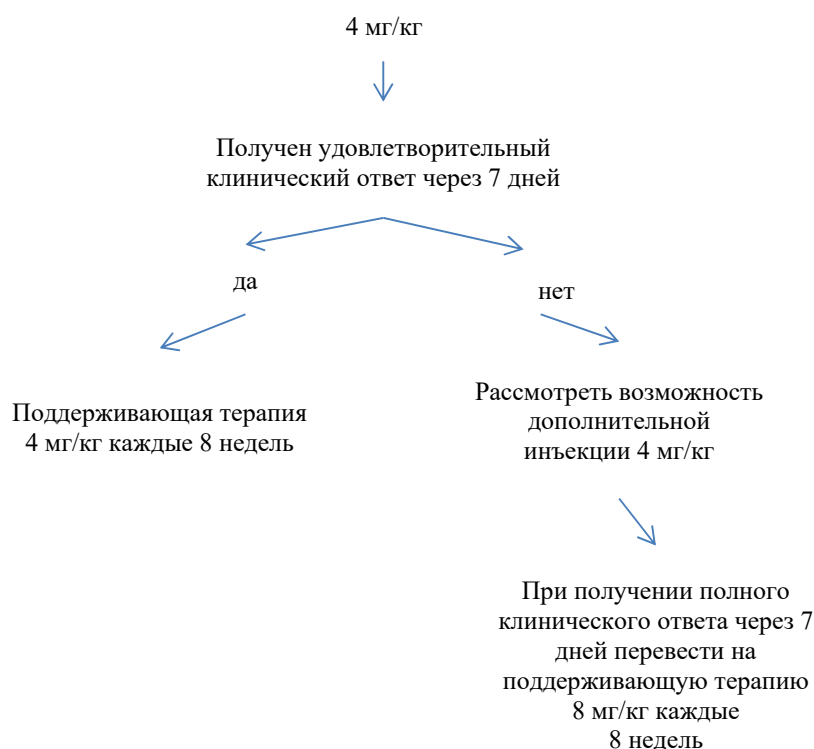 4 мг/кг
Получен удовлетворительный
клинический ответ через 7 дней
да
нет
Поддерживающая терапия
4 мг/кг каждые 8 недель
Рассмотреть возможность
дополнительной
инъекции 4 мг/кг
При получении полного
клинического ответа через 7
дней перевести на
поддерживающую терапию
8 мг/кг каждые
8 недель